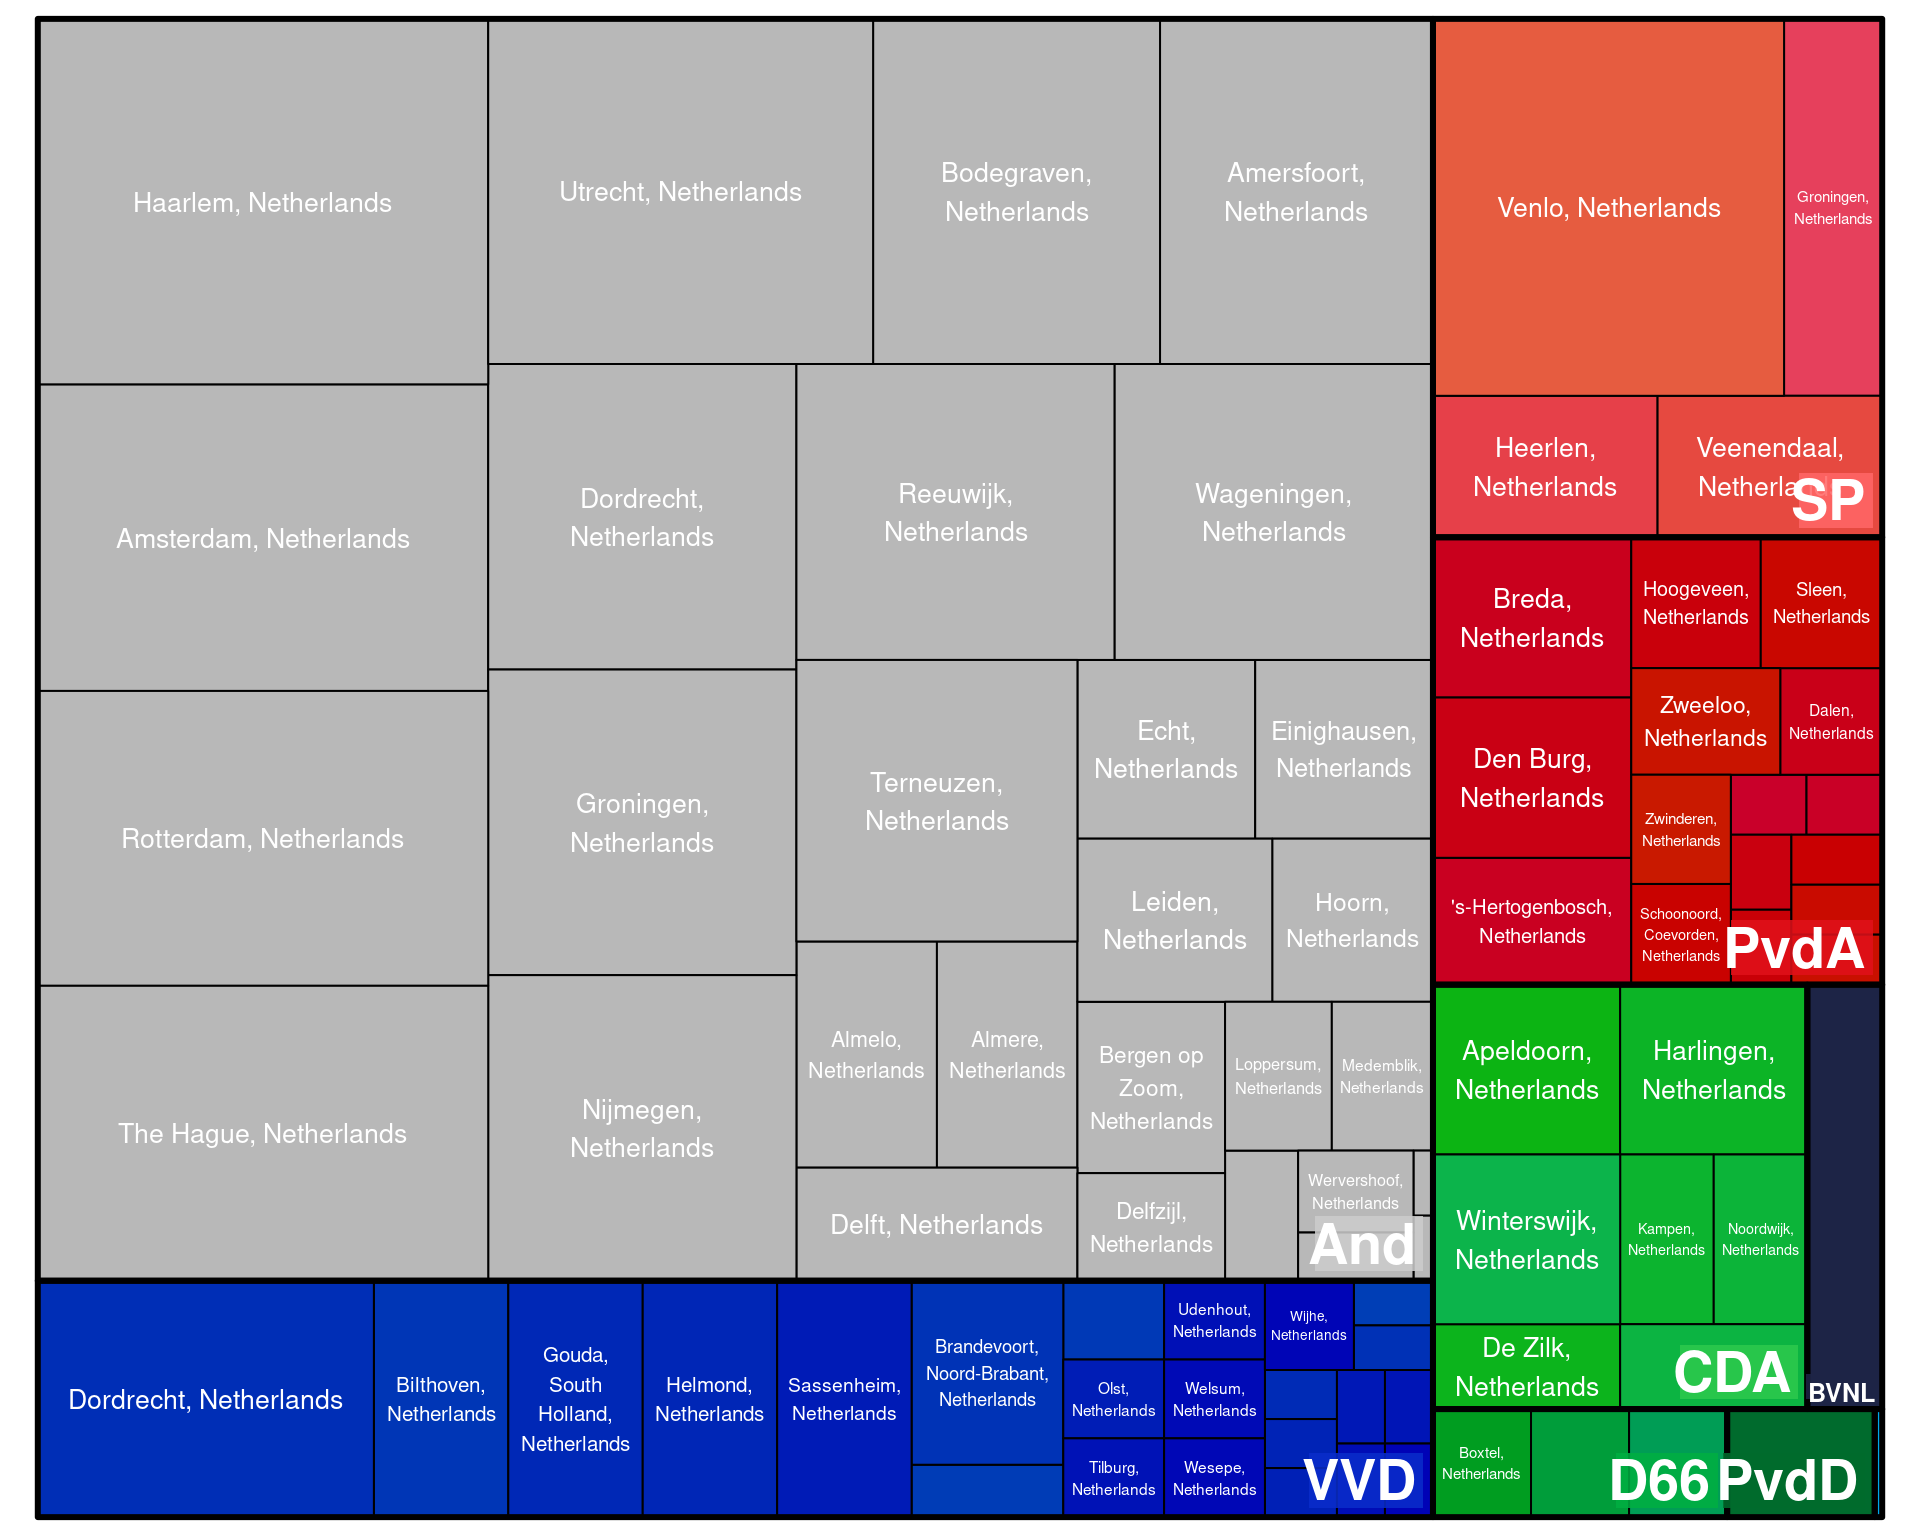 Haarlem, Netherlands
Utrecht, Netherlands
Bodegraven,
Netherlands
Amersfoort,
Netherlands
Amsterdam, Netherlands
Dordrecht,
Netherlands
Reeuwijk,
Netherlands
Wageningen,
Netherlands
Rotterdam, Netherlands
Groningen,
Netherlands
Terneuzen,
Netherlands
Echt,
Netherlands
Einighausen,
Netherlands
Leiden,
Netherlands
Hoorn,
Netherlands
The Hague, Netherlands
Nijmegen,
Netherlands
Almelo,
Netherlands
Almere,
Netherlands
Delft, Netherlands
Bergen op
Zoom,
Netherlands
Loppersum,
Netherlands
Medemblik,
Netherlands
Delfzijl,
Netherlands
Wervershoof,
Netherlands
And
Venlo, Netherlands
Groningen,
Netherlands
Heerlen,
Netherlands
Veenendaal,
Netherla
SP
Breda,
Netherlands
Hoogeveen,
Netherlands
Sleen,
Netherlands
Den Burg,
Netherlands
Zweeloo,
Netherlands
Dalen,
Netherlands
Zwinderen,
Netherlands
's-Hertogenbosch,
Netherlands
Schoonoord,
Coevorden,
Netherlands
PvdA
Apeldoorn,
Netherlands
Harlingen,
Netherlands
Winterswijk,
Netherlands
Kampen,
Netherlands
Noordwijk,
Netherlands
De Zilk,
Netherlands
CDA
BVNL
Dordrecht, Netherlands
Bilthoven,
Netherlands
Gouda,
South
Holland,
Netherlands
Helmond,
Netherlands
Sassenheim,
Netherlands
Brandevoort,
Noord-Brabant,
Netherlands
Udenhout,
Netherlands
Wijhe,
Netherlands
Olst,
Netherlands
Welsum,
Netherlands
Tilburg,
Netherlands
Wesepe,
Netherlands
VVD
Boxtel,
Netherlands
D66
PvdD